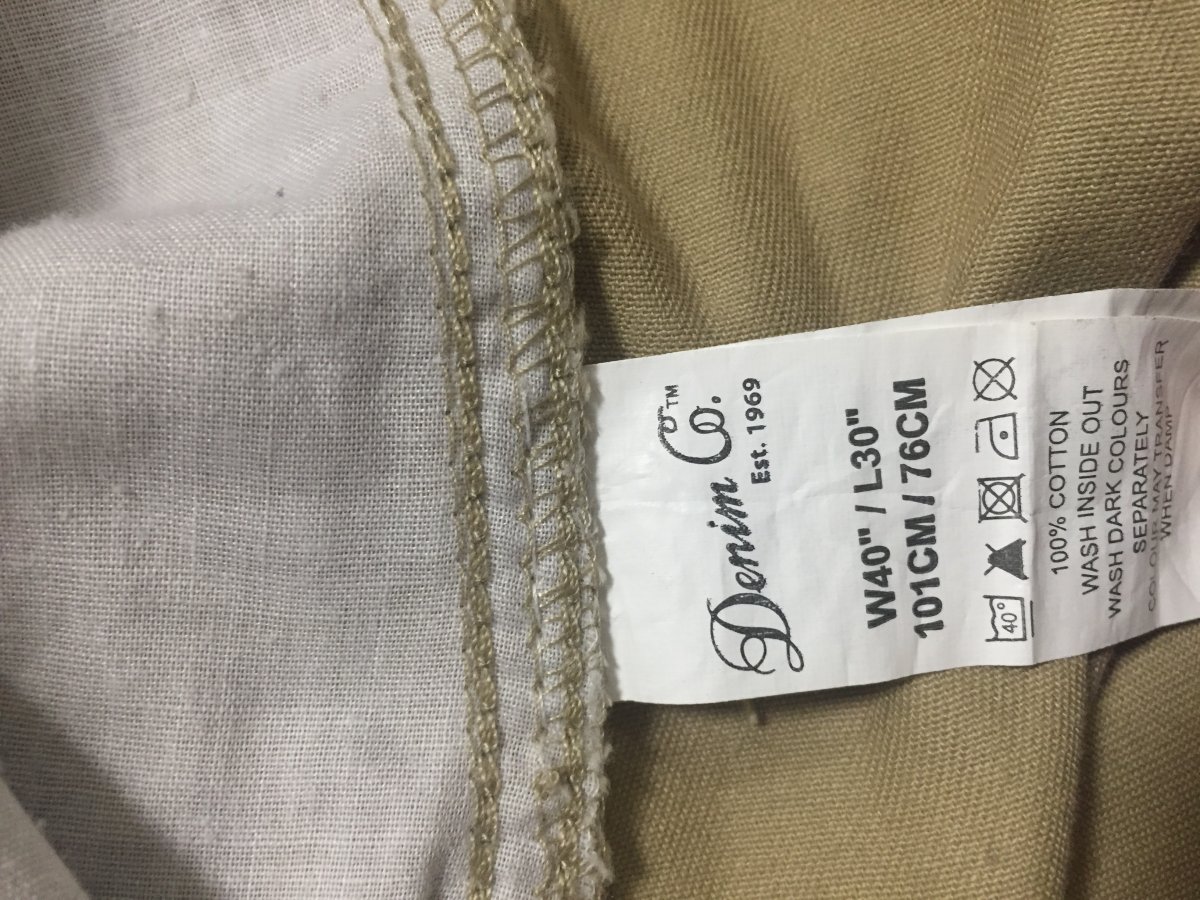 Denim Co.™
Est. 1969
W40" / L30"
101CM / 76CM
40°
100% COTTON
WASH INSIDE OUT
WASH DARK COLOURS
SEPARATELY
COLOUR MAY TRANSFER
WHEN DAMP